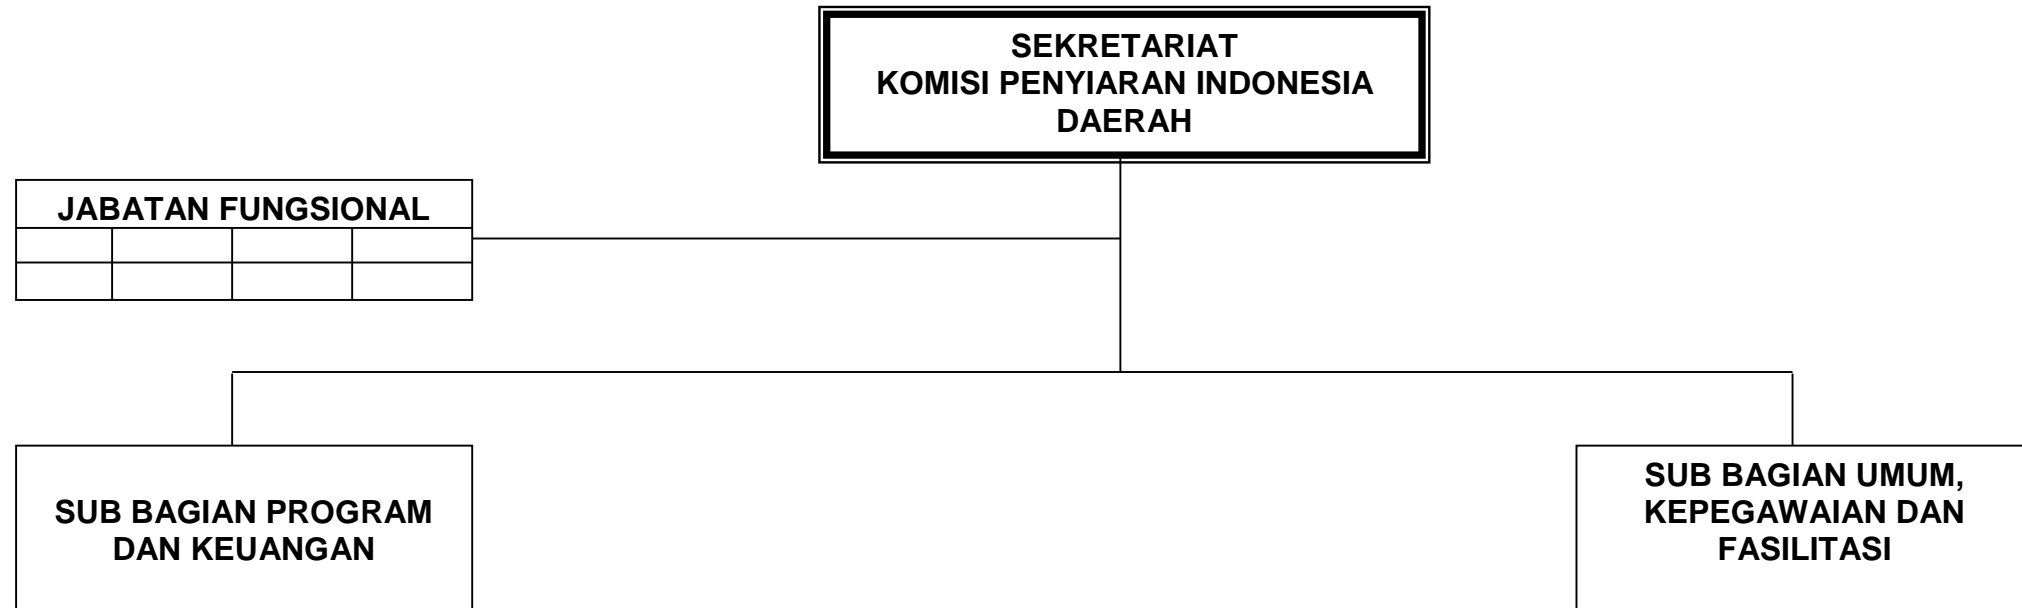 SEKRETARIAT
KOMISI PENYIARAN INDONESIA
DAERAH
JABATAN FUNGSIONAL
SUB BAGIAN PROGRAM
DAN KEUANGAN
SUB BAGIAN UMUM,
KEPEGAWAIAN DAN
FASILITASI